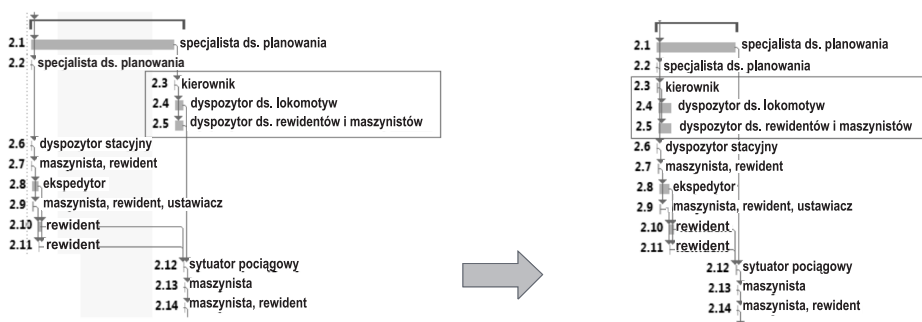 2.1 specjalista ds. planowania
2.2 specjalista ds. planowania
2.3 kierownik
2.4 dyspozytor ds. lokomotyw
2.5 dyspozytor ds. rewidentów i maszynistów
2.6 dyspozytor stacyjny
2.7 maszynista, rewident
2.8 ekspedytor
2.9 maszynista, rewident, ustawiacz
2.10 rewident
2.11 rewident
2.12 sytuator pociągowy
2.13 maszynista
2.14 maszynista, rewident
2.1 specjalista ds. planowania
2.2 specjalista ds. planowania
2.3 kierownik
2.4 dyspozytor ds. lokomotyw
2.5 dyspozytor ds. rewidentów i maszynistów
2.6 dyspozytor stacyjny
2.7 maszynista, rewident
2.8 ekspedytor
2.9 maszynista, rewident, ustawiacz
2.10 rewident
2.11 rewident
2.12 sytuator pociągowy
2.13 maszynista
2.14 maszynista, rewident